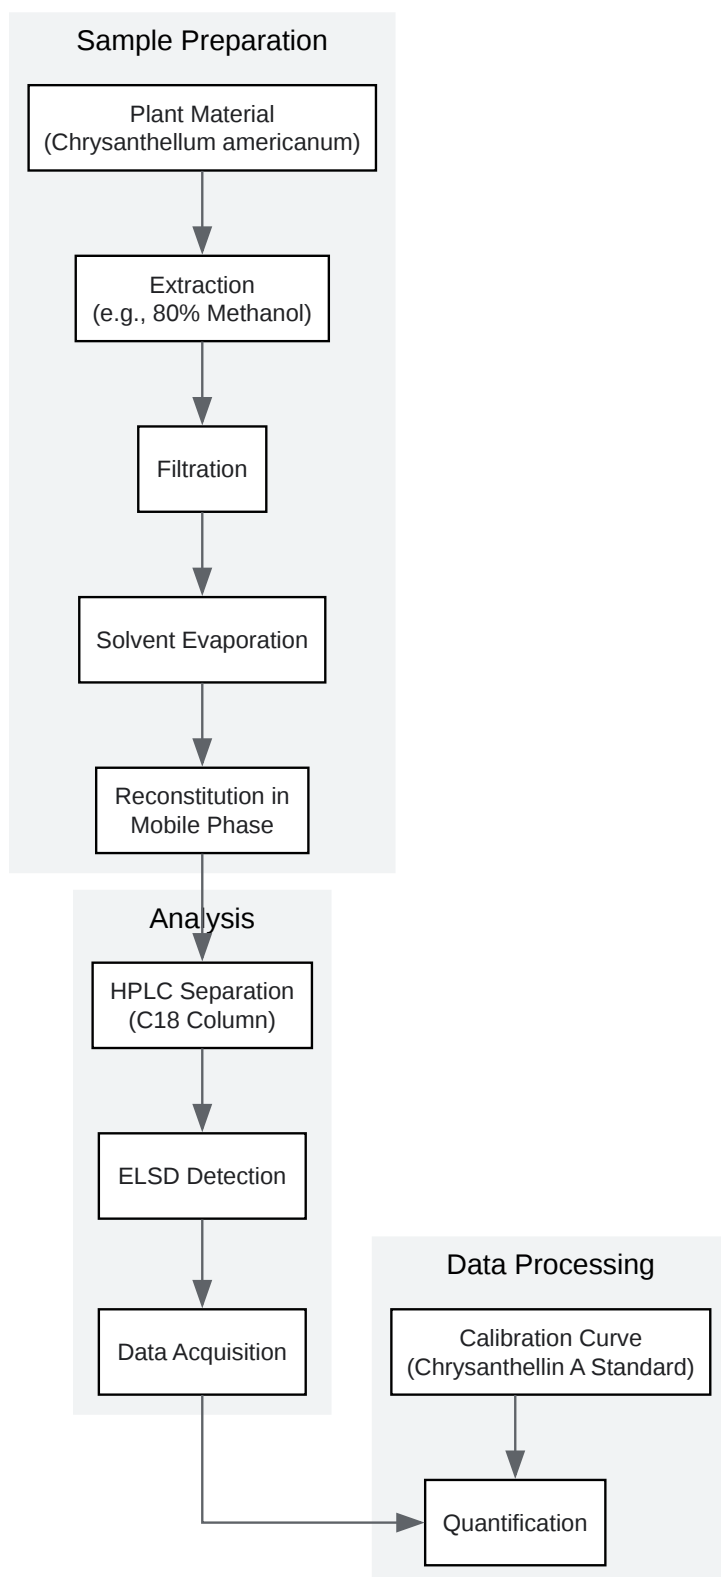 Sample Preparation
Plant Material
(Chrysanthellum americanum)
Extraction
(e.g., 80% Methanol)
Filtration
Solvent Evaporation
Reconstitution in
Mobile Phase
Analysis
HPLC Separation
(C18 Column)
ELSD Detection
Data Acquisition
Data Processing
Calibration Curve
(Chrysanthellin A Standard)
Quantification